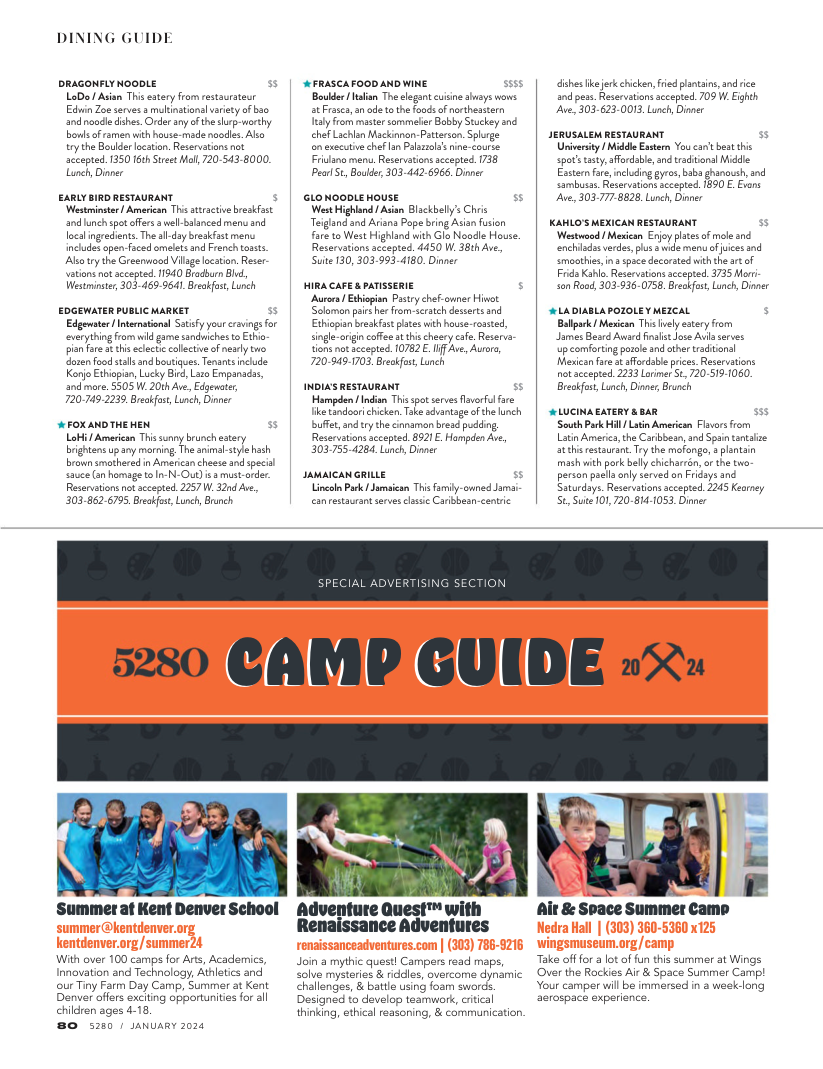 DINING GUIDE
DRAGONFLY NOODLE $$
LoDo / Asian This eatery from restaurateur
Edwin Zoe serves a multinational variety of bao
and noodle dishes. Order any of the slurp-worthy
bowls of ramen with house-made noodles. Also
try the Boulder location. Reservations not
accepted. 1350 16th Street Mall, 720-543-8000.
Lunch, Dinner
EARLY BIRD RESTAURANT $
Westminster / American This attractive breakfast
and lunch spot offers a well-balanced menu and
local ingredients. The all-day breakfast menu
includes open-faced omelets and French toasts.
Also try the Greenwood Village location. Reser-
vations not accepted. 11940 Bradburn Blvd.,
Westminster, 303-469-9641. Breakfast, Lunch
EDGEWATER PUBLIC MARKET $$
Edgewater / International Satisfy your cravings for
everything from wild game sandwiches to Ethio-
pian fare at this eclectic collective of nearly two
dozen food stalls and boutiques. Tenants include
Konjo Ethiopian, Lucky Bird, Lazo Empanadas,
and more. 5505 W. 20th Ave., Edgewater,
720-749-2239. Breakfast, Lunch, Dinner
★ FOX AND THE HEN $$
LoHi / American This sunny brunch eatery
brightens up any morning. The animal-style hash
brown smothered in American cheese and special
sauce (an homage to In-N-Out) is a must-order.
Reservations not accepted. 2257 W. 32nd Ave.,
303-862-6795. Breakfast, Lunch, Brunch
★ FRASCA FOOD AND WINE $$$$
Boulder / Italian The elegant cuisine always wows
at Frasca, an ode to the foods of northeastern
Italy from master sommelier Bobby Stuckey and
chef Lachlan Mackinnon-Patterson. Splurge
on executive chef Ian Palazzola's nine-course
Friulano menu. Reservations accepted. 1738
Pearl St., Boulder, 303-442-6966. Dinner
GLO NOODLE HOUSE $$
West Highland / Asian Blackbelly's Chris
Teigland and Ariana Pope bring Asian fusion
fare to West Highland with Glo Noodle House.
Reservations accepted. 4450 W. 38th Ave.,
Suite 130, 303-993-4180. Dinner
HIRA CAFE & PATISSERIE $
Aurora / Ethiopian Pastry chef-owner Hiwot
Solomon pairs her from-scratch desserts and
Ethiopian breakfast plates with house-roasted,
single-origin coffee at this cheery cafe. Reserva-
tions not accepted. 10782 E. Iliff Ave., Aurora,
720-949-1703. Breakfast, Lunch
INDIA'S RESTAURANT $$
Hampden / Indian This spot serves flavorful fare
like tandoori chicken. Take advantage of the lunch
buffet, and try the cinnamon bread pudding.
Reservations accepted. 8921 E. Hampden Ave.,
303-755-4284. Lunch, Dinner
JAMAICAN GRILLE $$
Lincoln Park / Jamaican This family-owned Jamai-
can restaurant serves classic Caribbean-centric
dishes like jerk chicken, fried plantains, and rice
and peas. Reservations accepted. 709 W. Eighth
Ave., 303-623-0013. Lunch, Dinner
JERUSALEM RESTAURANT $$
University / Middle Eastern You can't beat this
spot's tasty, affordable, and traditional Middle
Eastern fare, including gyros, baba ghanoush, and
sambusas. Reservations accepted. 1890 E. Evans
Ave., 303-777-8828. Lunch, Dinner
KAHLO'S MEXICAN RESTAURANT $$
Westwood / Mexican Enjoy plates of mole and
enchiladas verdes, plus a wide menu of juices and
smoothies, in a space decorated with the art of
Frida Kahlo. Reservations accepted. 3735 Morri-
son Road, 303-936-0758. Breakfast, Lunch, Dinner
★ LA DIABLA POZOLE Y MEZCAL $
Ballpark / Mexican This lively eatery from
James Beard Award finalist Jose Avila serves
up comforting pozole and other traditional
Mexican fare at affordable prices. Reservations
not accepted. 2233 Larimer St., 720-519-1060.
Breakfast, Lunch, Dinner, Brunch
★ LUCINA EATERY & BAR $$$
South Park Hill / Latin American Flavors from
Latin America, the Caribbean, and Spain tantalize
at this restaurant. Try the mofongo, a plantain
mash with pork belly chicharrón, or the two-
person paella only served on Fridays and
Saturdays. Reservations accepted. 2245 Kearney
St., Suite 101, 720-814-1053. Dinner
SPECIAL ADVERTISING SECTION
5280 CAMP GUIDE 20 24
Summer at Kent Denver School
summer@kentdenver.org
kentdenver.org/summer24
With over 100 camps for Arts, Academics,
Innovation and Technology, Athletics and
our Tiny Farm Day Camp, Summer at Kent
Denver offers exciting opportunities for all
children ages 4-18.
Adventure Quest™ with
Renaissance Adventures
renaissanceadventures.com | (303) 786-9216
Join a mythic quest! Campers read maps,
solve mysteries & riddles, overcome dynamic
challenges, & battle using foam swords.
Designed to develop teamwork, critical
thinking, ethical reasoning, & communication.
Air & Space Summer Camp
Nedra Hall | (303) 360-5360 x125
wingsmuseum.org/camp
Take off for a lot of fun this summer at Wings
Over the Rockies Air & Space Summer Camp!
Your camper will be immersed in a week-long
aerospace experience.
80 5280 / JANUARY 2024